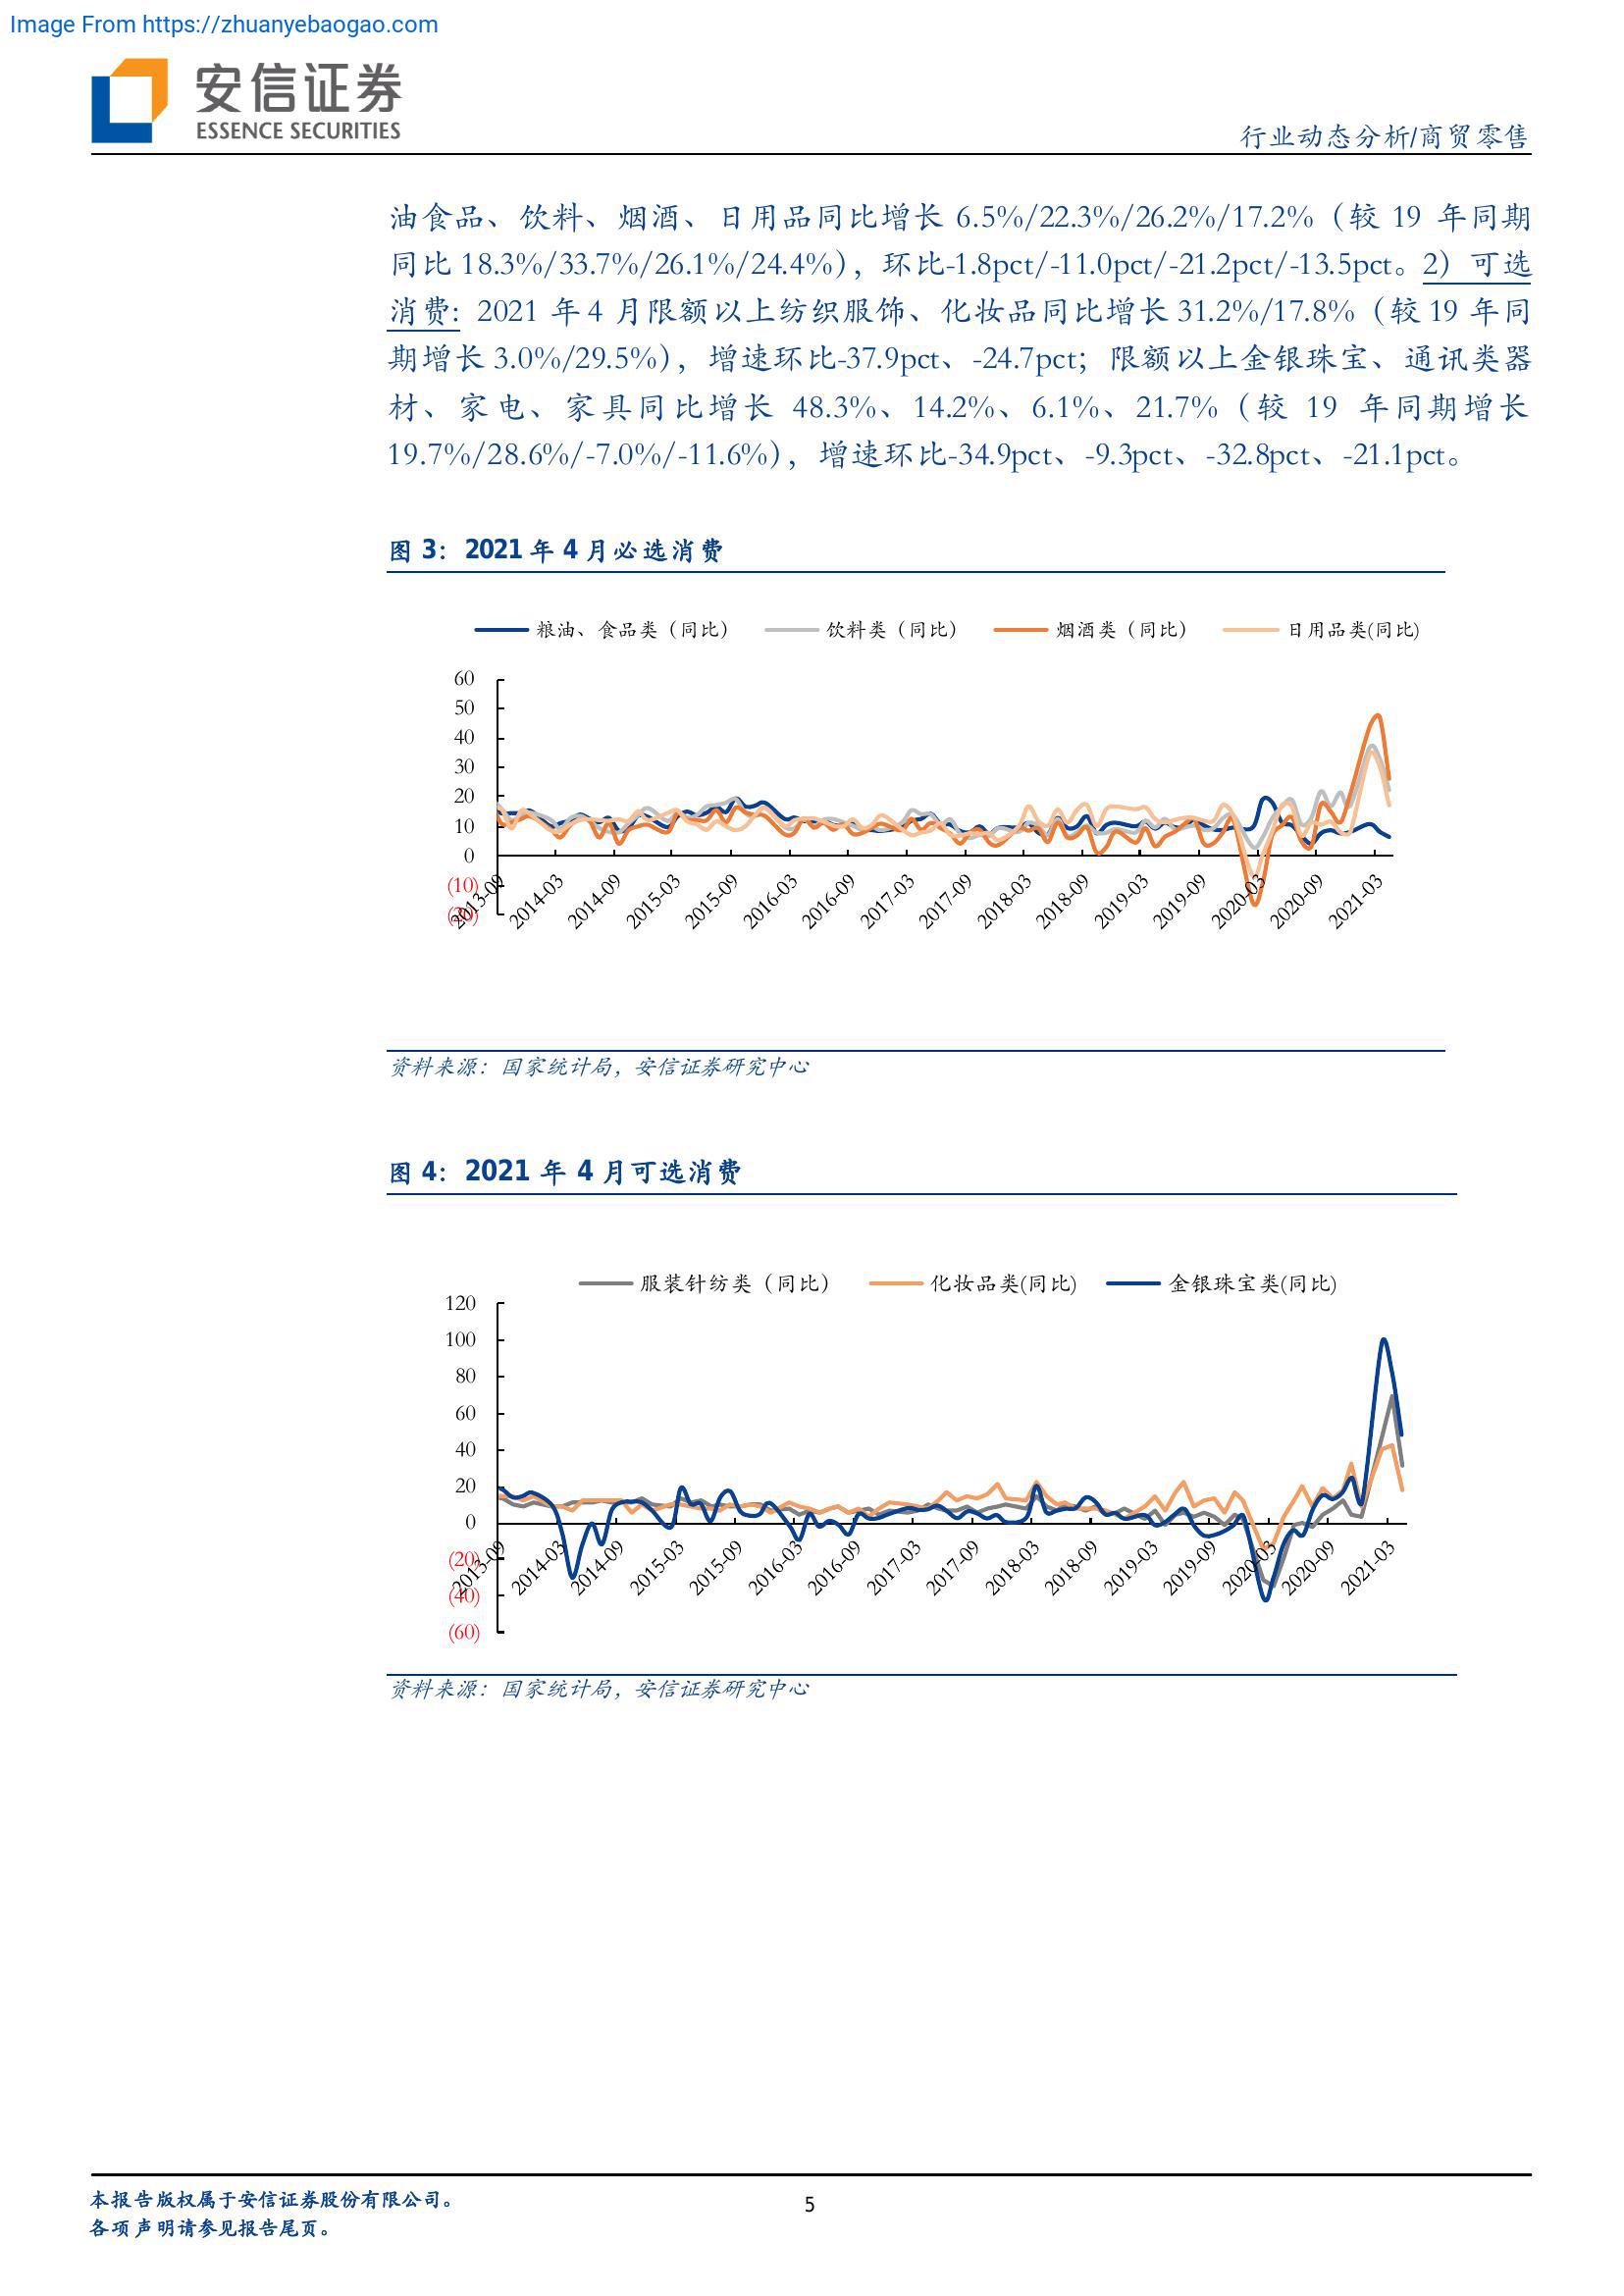 Image From https://zhuanyebaogao.com
安信证券
ESSENCE SECURITIES
行业动态分析/商贸零售
油食品、饮料、烟酒、日用品同比增长 6.5%/22.3%/26.2%/17.2%（较 19 年同期
同比 18.3%/33.7%/26.1%/24.4%），环比-1.8pct/-11.0pct/-21.2pct/-13.5pct。2）可选
消费：2021 年 4 月限额以上纺织服饰、化妆品同比增长 31.2%/17.8%（较 19 年同
期增长 3.0%/29.5%），增速环比-37.9pct、-24.7pct；限额以上金银珠宝、通讯类器
材、家电、家具同比增长 48.3%、14.2%、6.1%、21.7%（较 19 年同期增长
19.7%/28.6%/-7.0%/-11.6%），增速环比-34.9pct、-9.3pct、-32.8pct、-21.1pct。
图 3：2021 年 4 月必选消费
粮油、食品类（同比） 饮料类（同比） 烟酒类（同比） 日用品类(同比)
60
50
40
30
20
10
0
(10)
(20)
2013-09 2014-03 2014-09 2015-03 2015-09 2016-03 2016-09 2017-03 2017-09 2018-03 2018-09 2019-03 2019-09 2020-03 2020-09 2021-03
资料来源：国家统计局，安信证券研究中心
图 4：2021 年 4 月可选消费
服装针纺类（同比） 化妆品类(同比) 金银珠宝类(同比)
120
100
80
60
40
20
0
(20)
(40)
(60)
2013-09 2014-03 2014-09 2015-03 2015-09 2016-03 2016-09 2017-03 2017-09 2018-03 2018-09 2019-03 2019-09 2020-03 2020-09 2021-03
资料来源：国家统计局，安信证券研究中心
本报告版权属于安信证券股份有限公司。
5
各项声明请参见报告尾页。